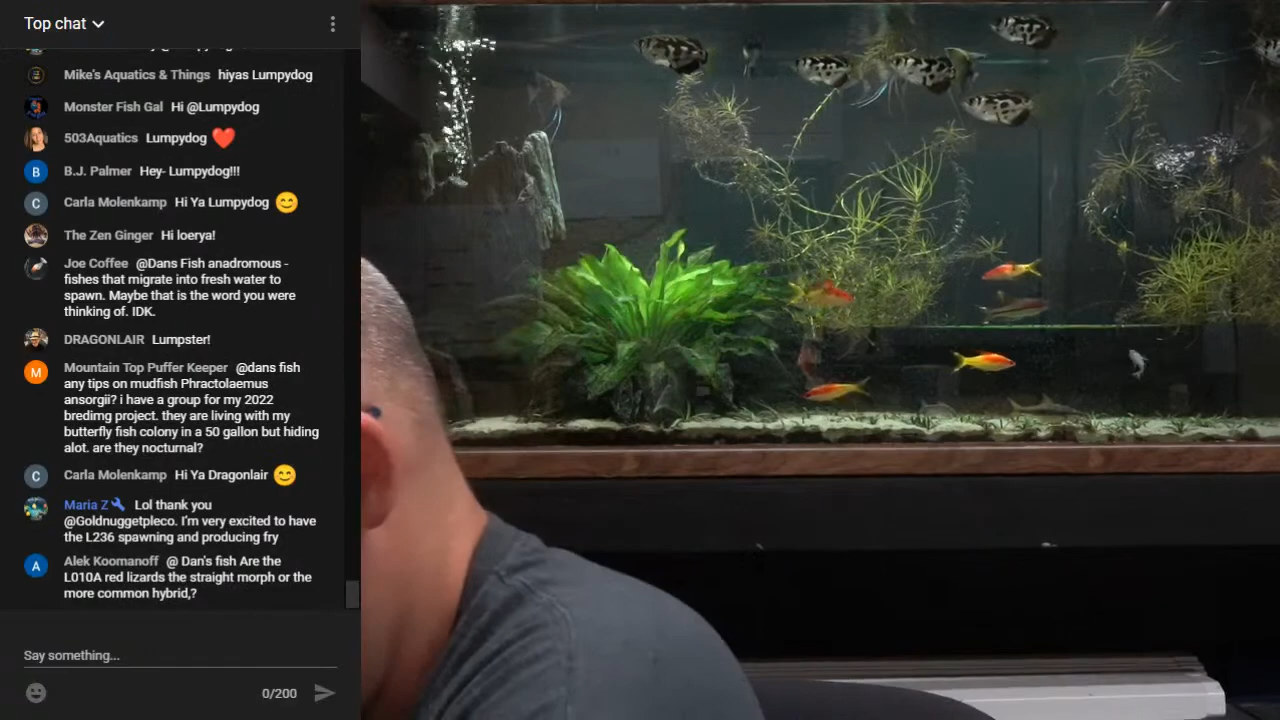 Top chat
Mike's Aquatics & Things hiyas Lumpydog
Monster Fish Gal Hi @Lumpydog
503Aquatics Lumpydog ❤️
B B.J. Palmer Hey- Lumpydog!!!
C Carla Molenkamp Hi Ya Lumpydog 😊
The Zen Ginger Hi loerya!
Joe Coffee @Dans Fish anadromous -
fishes that migrate into fresh water to
spawn. Maybe that is the word you were
thinking of. IDK.
DRAGONLAIR Lumpster!
M Mountain Top Puffer Keeper @dans fish
any tips on mudfish Phractolaemus
ansorgii? i have a group for my 2022
bredimg project. they are living with my
butterfly fish colony in a 50 gallon but hiding
alot. are they nocturnal?
C Carla Molenkamp Hi Ya Dragonlair 😊
Maria Z Lol thank you
@Goldnuggetpleco. I'm very excited to have
the L236 spawning and producing fry
A Alek Koomanoff @ Dan's fish Are the
L010A red lizards the straight morph or the
more common hybrid,?
Say something...
0/200